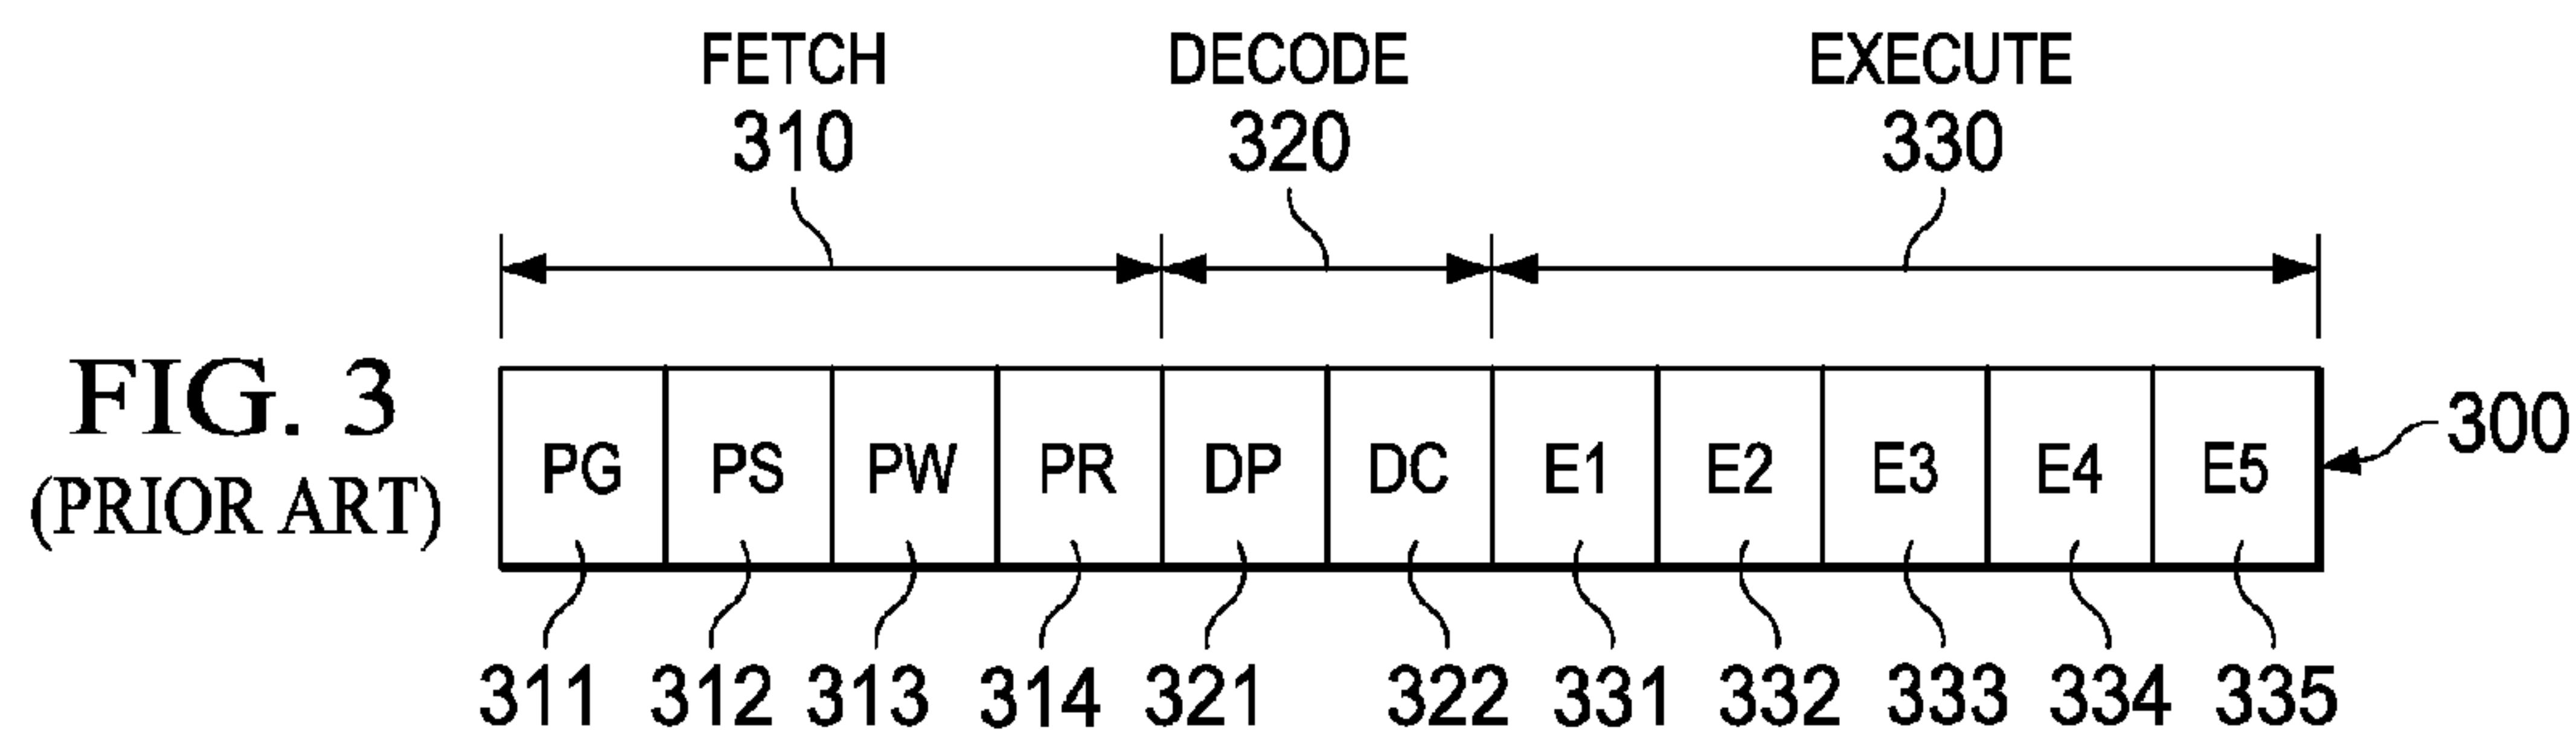 FETCH DECODE EXECUTE
310 320 330
FIG. 3
(PRIOR ART)
PG PS PW PR DP DC E1 E2 E3 E4 E5
300
311 312 313 314 321 322 331 332 333 334 335